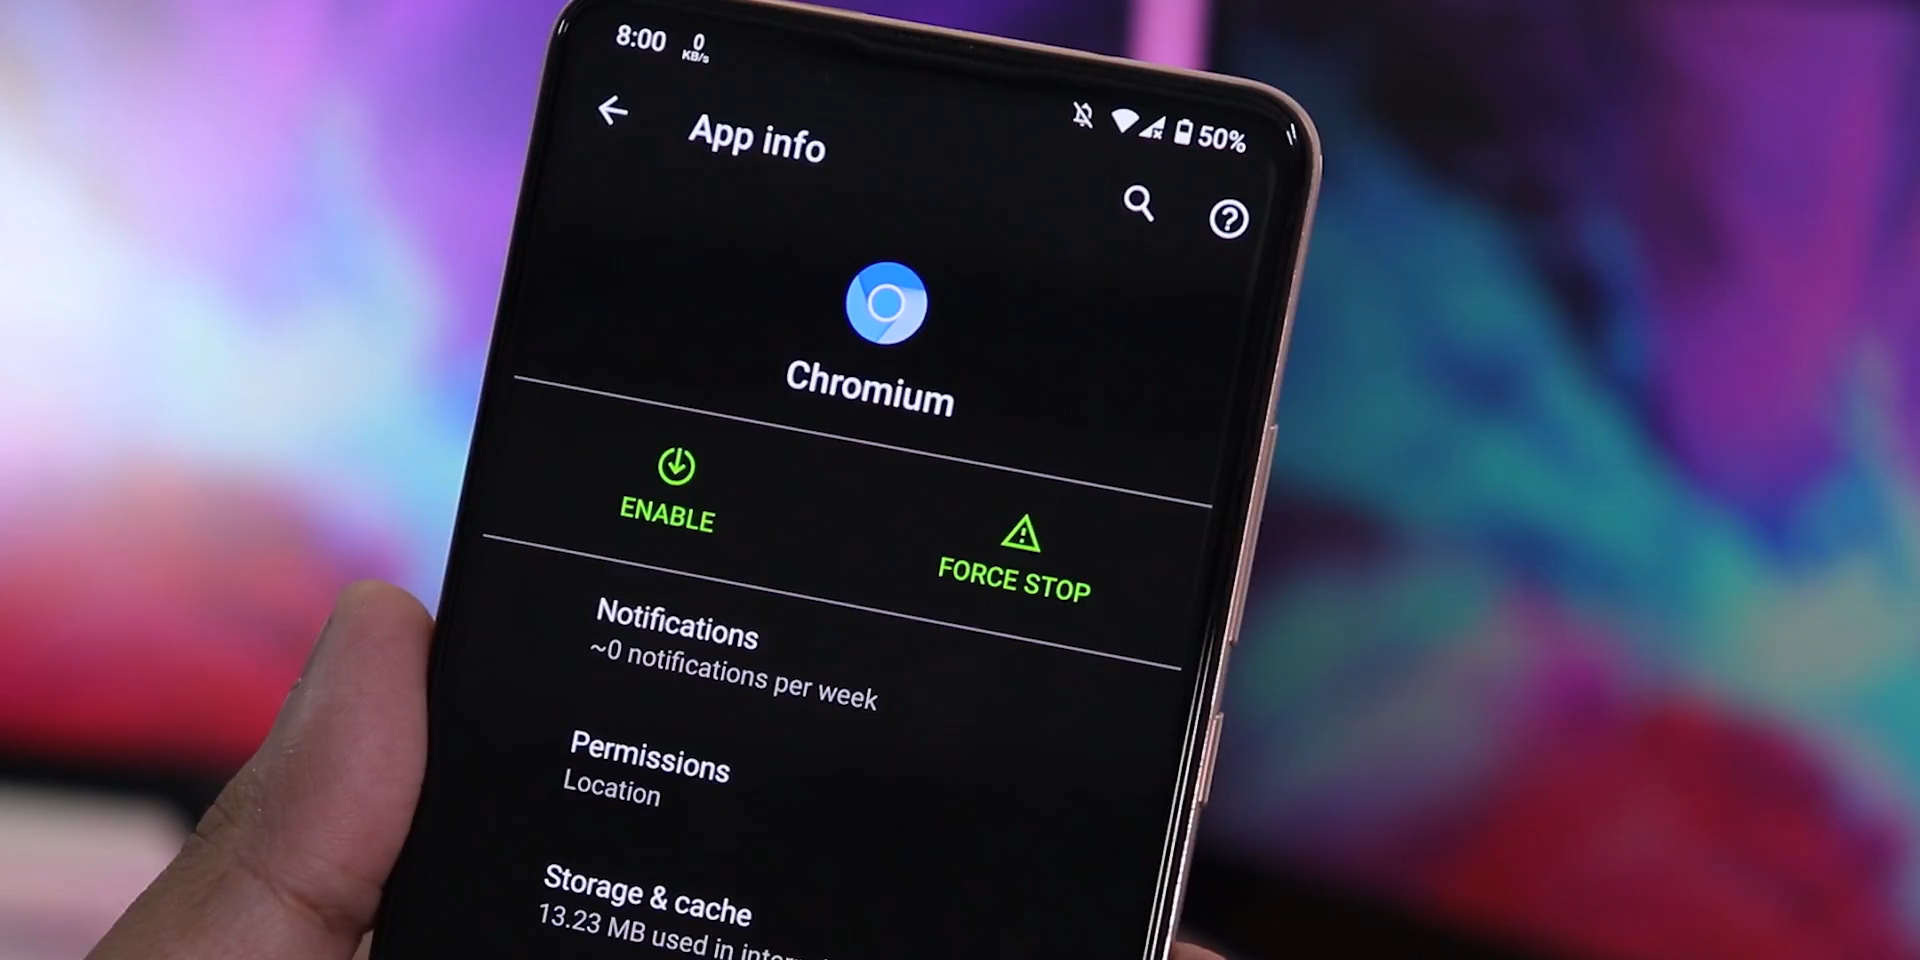 8:00
0
KB/s
50%
App info
Chromium
ENABLE
FORCE STOP
Notifications
~0 notifications per week
Permissions
Location
Storage & cache
13.23 MB used in